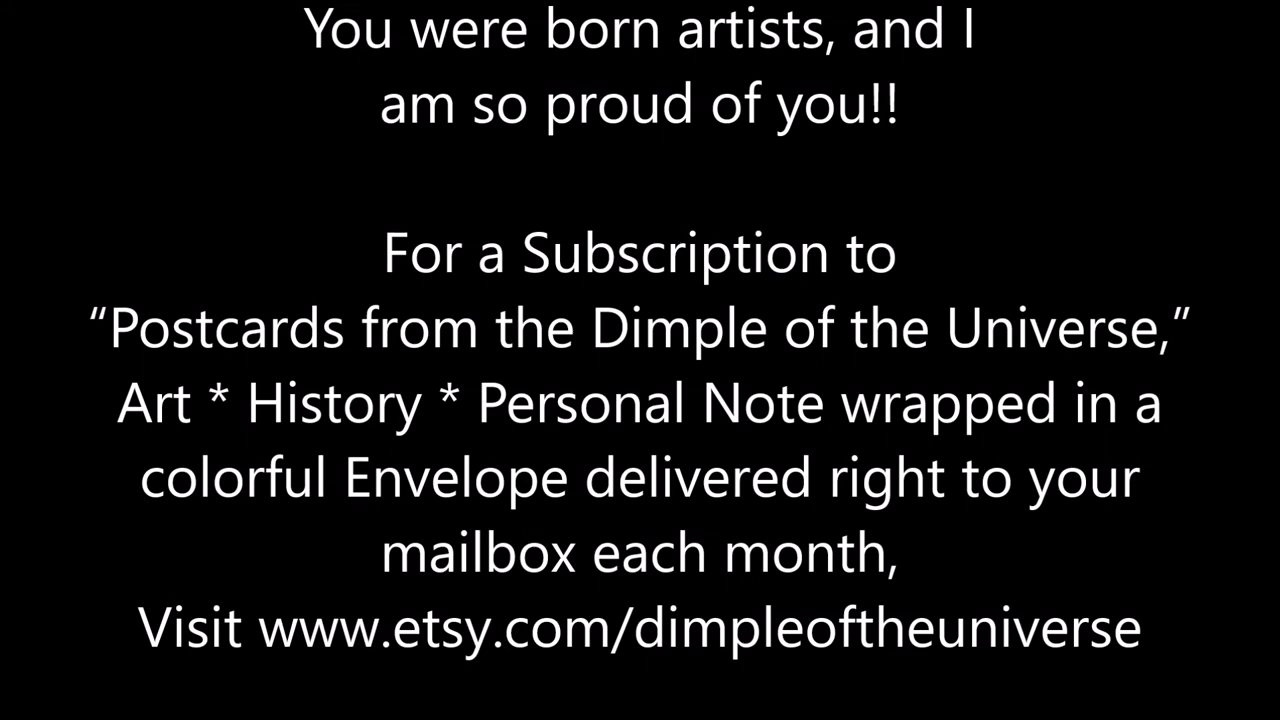 You were born artists, and I
am so proud of you!!
For a Subscription to
“Postcards from the Dimple of the Universe,”
Art * History * Personal Note wrapped in a
colorful Envelope delivered right to your
mailbox each month,
Visit www.etsy.com/dimpleoftheuniverse